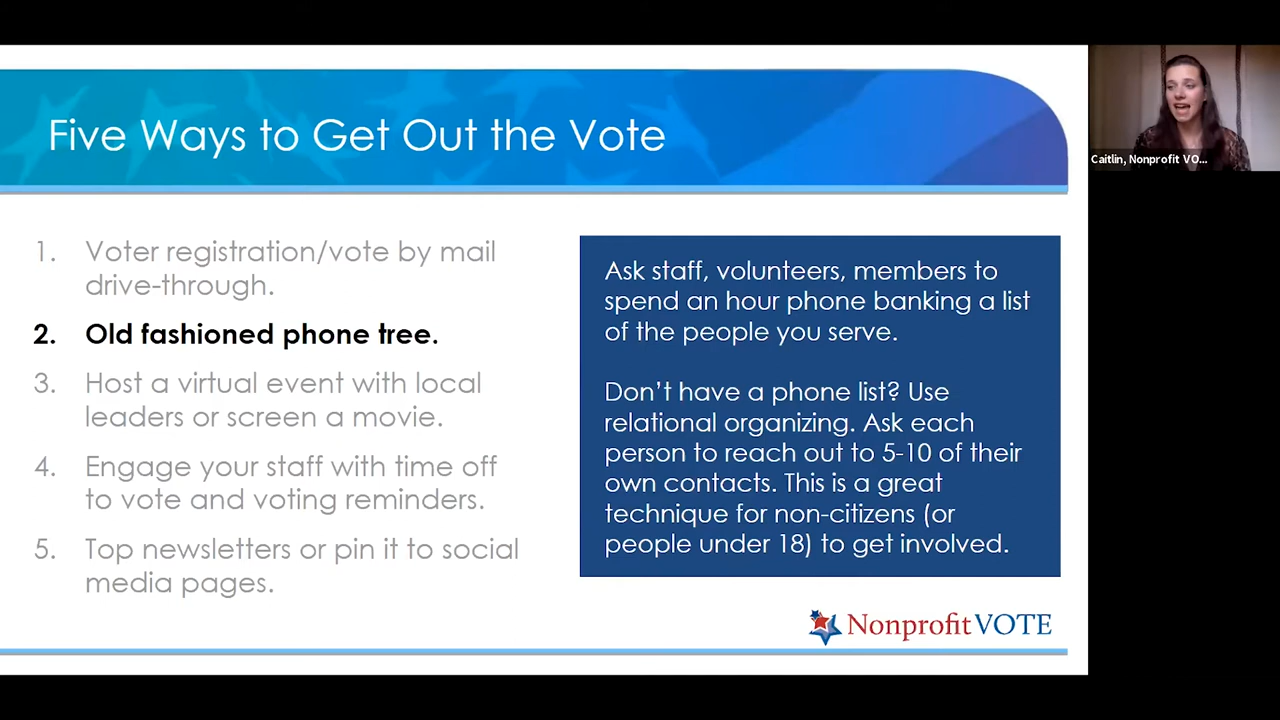 Five Ways to Get Out the Vote
1. Voter registration/vote by mail
drive-through.
2. Old fashioned phone tree.
3. Host a virtual event with local
leaders or screen a movie.
4. Engage your staff with time off
to vote and voting reminders.
5. Top newsletters or pin it to social
media pages.
Ask staff, volunteers, members to
spend an hour phone banking a list
of the people you serve.
Don’t have a phone list? Use
relational organizing. Ask each
person to reach out to 5-10 of their
own contacts. This is a great
technique for non-citizens (or
people under 18) to get involved.
NonprofitVOTE
Caitlin, Nonprofit VO...